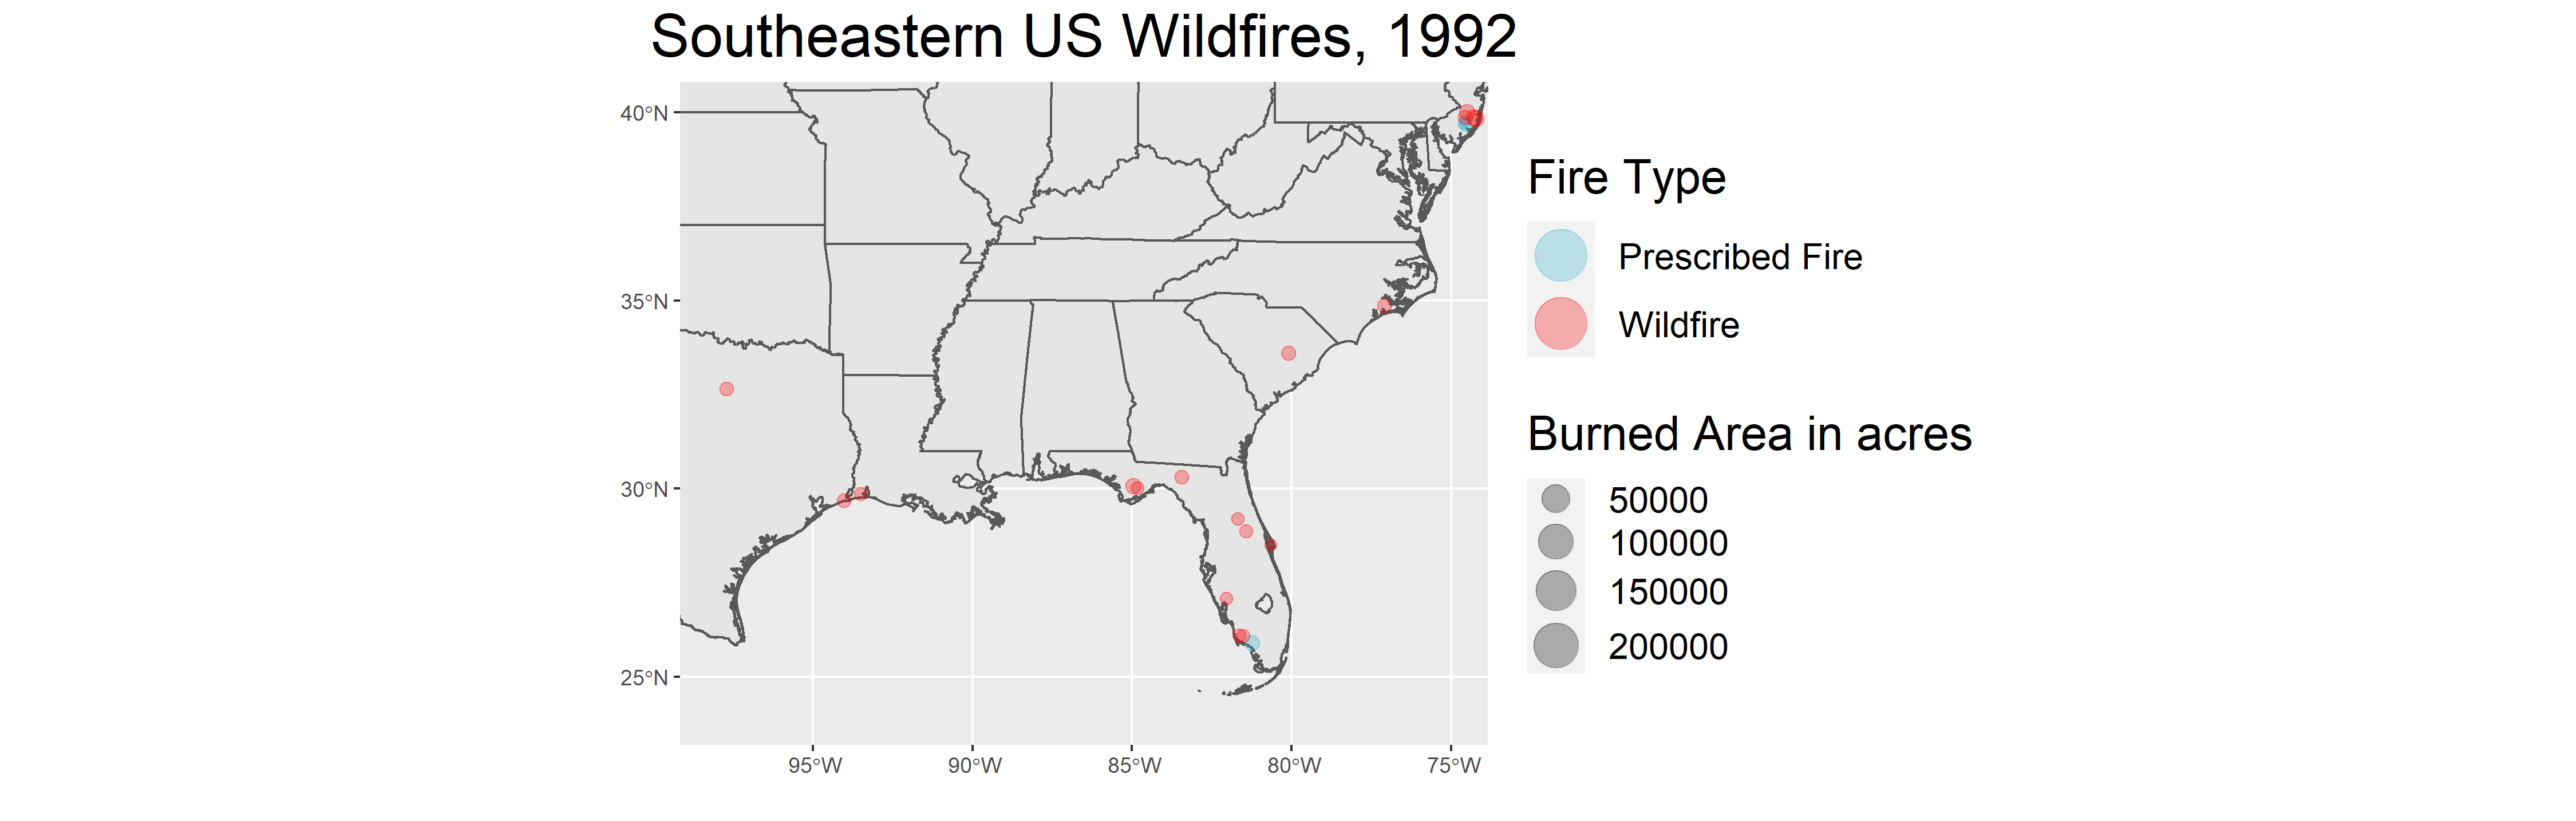 Southeastern US Wildfires, 1992
40°N
35°N
30°N
25°N
95°W
90°W
85°W
80°W
75°W
Fire Type
Prescribed Fire
Wildfire
Burned Area in acres
50000
100000
150000
200000